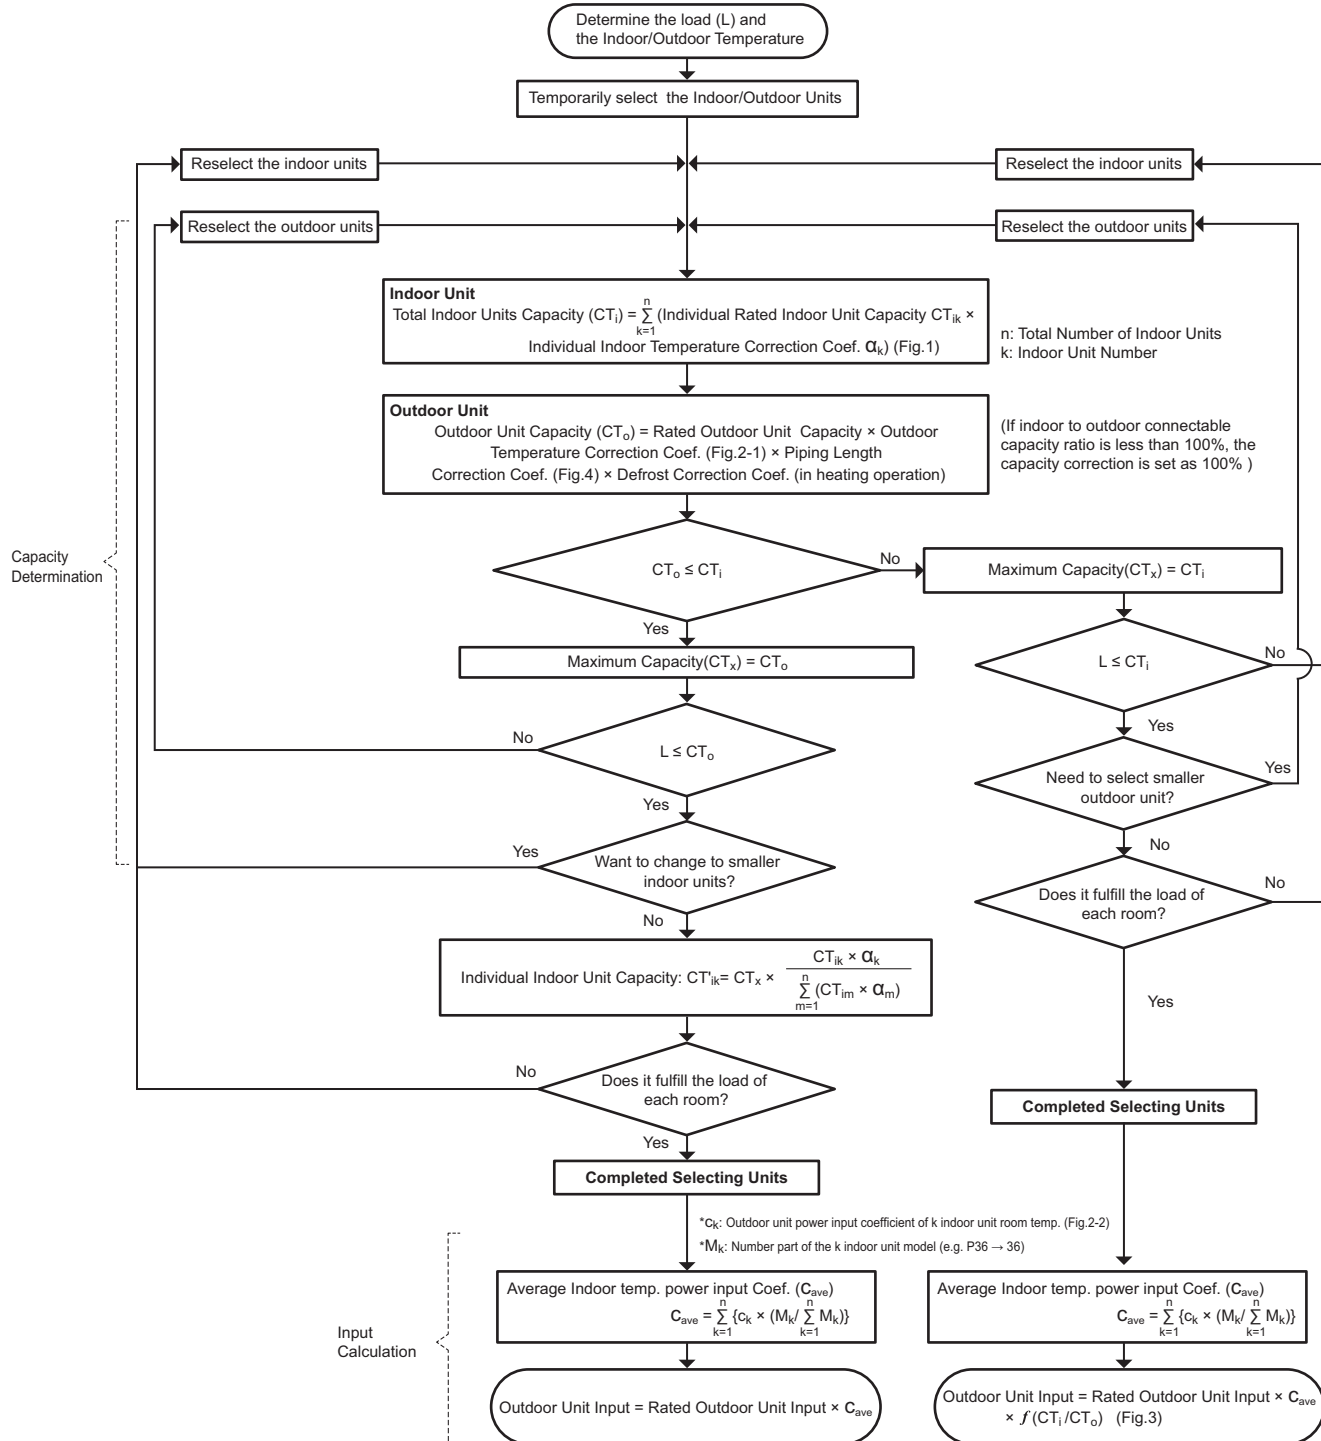 Determine the load (L) and
the Indoor/Outdoor Temperature
Temporarily select the Indoor/Outdoor Units
Reselect the indoor units
Reselect the indoor units
Reselect the outdoor units
Reselect the outdoor units
Indoor Unit
Total Indoor Units Capacity (CTi) = n∑k=1 (Individual Rated Indoor Unit Capacity CTik ×
Individual Indoor Temperature Correction Coef. αk) (Fig.1)
n: Total Number of Indoor Units
k: Indoor Unit Number
Outdoor Unit
Outdoor Unit Capacity (CTo) = Rated Outdoor Unit Capacity × Outdoor
Temperature Correction Coef. (Fig.2-1) × Piping Length
Correction Coef. (Fig.4) × Defrost Correction Coef. (in heating operation)
(If indoor to outdoor connectable
capacity ratio is less than 100%, the
capacity correction is set as 100% )
Capacity
Determination
CTo ≤ CTi
No
Maximum Capacity(CTx) = CTi
Yes
Maximum Capacity(CTx) = CTo
L ≤ CTi
No
Yes
No
L ≤ CTo
Yes
Need to select smaller
outdoor unit?
Yes
No
Yes
Want to change to smaller
indoor units?
No
Does it fulfill the load of
each room?
No
Yes
Individual Indoor Unit Capacity: CT'ik= CTx × CTik × αk / n∑m=1 (CTim × αm)
No
Does it fulfill the load of
each room?
Yes
Completed Selecting Units
Completed Selecting Units
*ck: Outdoor unit power input coefficient of k indoor unit room temp. (Fig.2-2)
*Mk: Number part of the k indoor unit model (e.g. P36 → 36)
Input
Calculation
Average Indoor temp. power input Coef. (Cave)
Cave = n∑k=1 {ck × (Mk/ n∑k=1 Mk)}
Average Indoor temp. power input Coef. (Cave)
Cave = n∑k=1 {ck × (Mk/ n∑k=1 Mk)}
Outdoor Unit Input = Rated Outdoor Unit Input × Cave
Outdoor Unit Input = Rated Outdoor Unit Input × Cave
× f (CTi/CTo) (Fig.3)